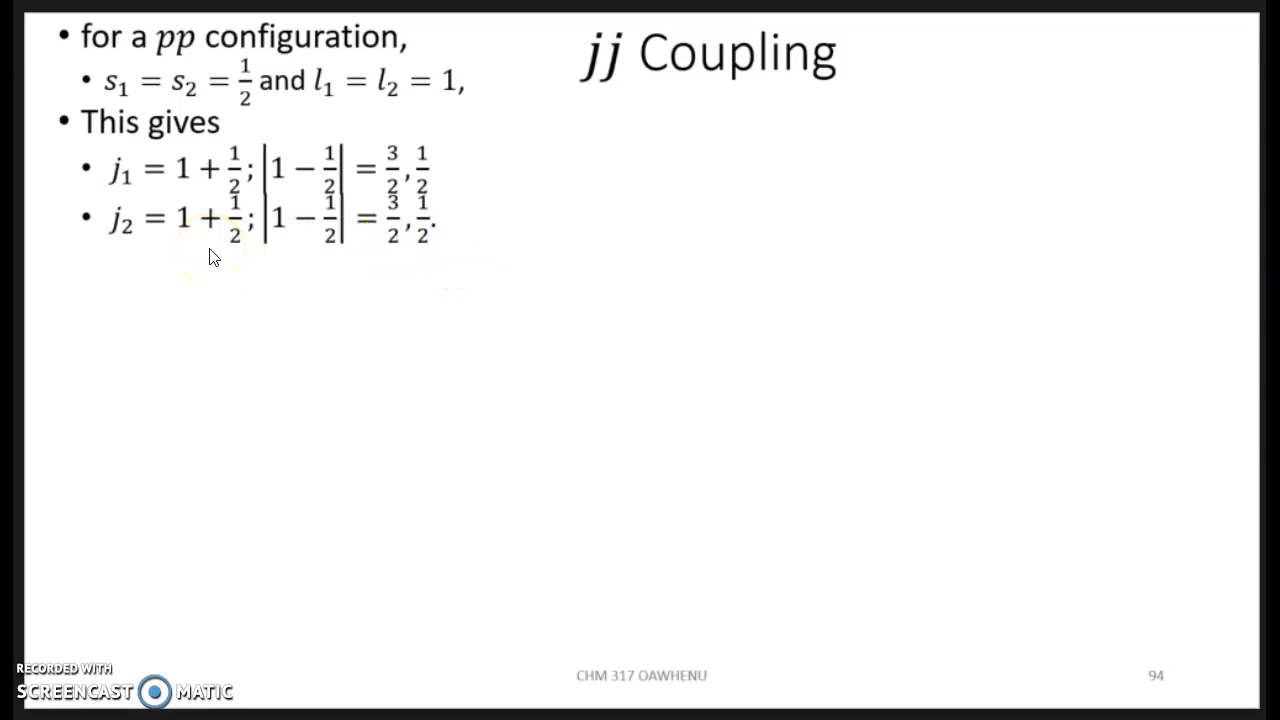 jj Coupling
• for a pp configuration,
• s₁ = s₂ = 1/2 and l₁ = l₂ = 1,
• This gives
• j₁ = 1 + 1/2; |1 − 1/2| = 3/2, 1/2
• j₂ = 1 + 1/2; |1 − 1/2| = 3/2, 1/2.
RECORDED WITH
SCREENCAST MATIC
CHM 317 OAWHENU
94